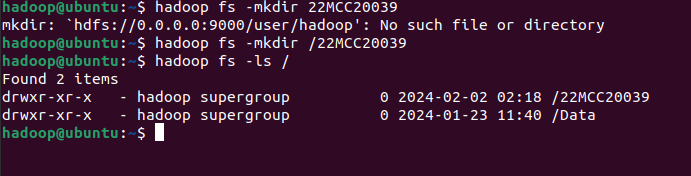 hadoop@ubuntu:~$ hadoop fs -mkdir 22MCC20039
mkdir: `hdfs://0.0.0.0:9000/user/hadoop': No such file or directory
hadoop@ubuntu:~$ hadoop fs -mkdir /22MCC20039
hadoop@ubuntu:~$ hadoop fs -ls /
Found 2 items
drwxr-xr-x   - hadoop supergroup          0 2024-02-02 02:18 /22MCC20039
drwxr-xr-x   - hadoop supergroup          0 2024-01-23 11:40 /Data
hadoop@ubuntu:~$